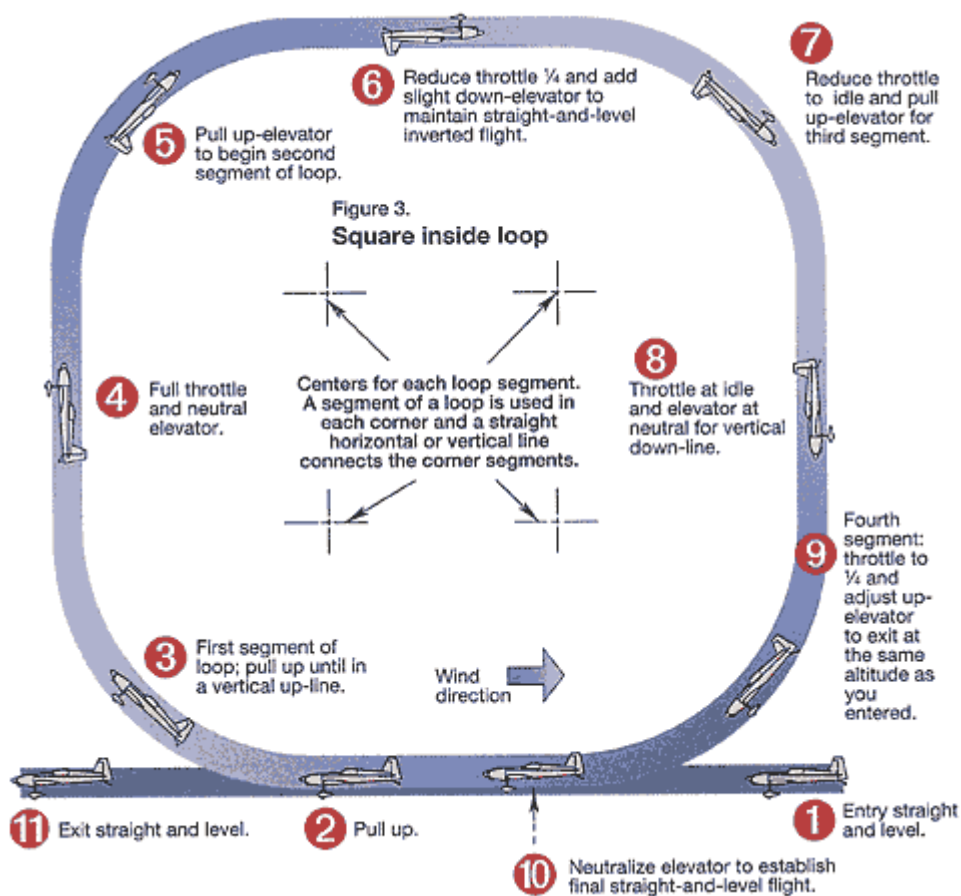 6
Reduce throttle ¼ and add
slight down-elevator to
maintain straight-and-level
inverted flight.
7
Reduce throttle
to idle and pull
up-elevator for
third segment.
5
Pull up-elevator
to begin second
segment of loop.
Figure 3.
Square inside loop
4
Full throttle
and neutral
elevator.
Centers for each loop segment.
A segment of a loop is used in
each corner and a straight
horizontal or vertical line
connects the corner segments.
8
Throttle at idle
and elevator at
neutral for vertical
down-line.
9
Fourth
segment:
throttle to
¼ and
adjust up-
elevator
to exit at
the same
altitude as
you
entered.
3
First segment of
loop; pull up until in
a vertical up-line.
Wind
direction
11
Exit straight and level.
2
Pull up.
10
Neutralize elevator to establish
final straight-and-level flight.
1
Entry straight
and level.